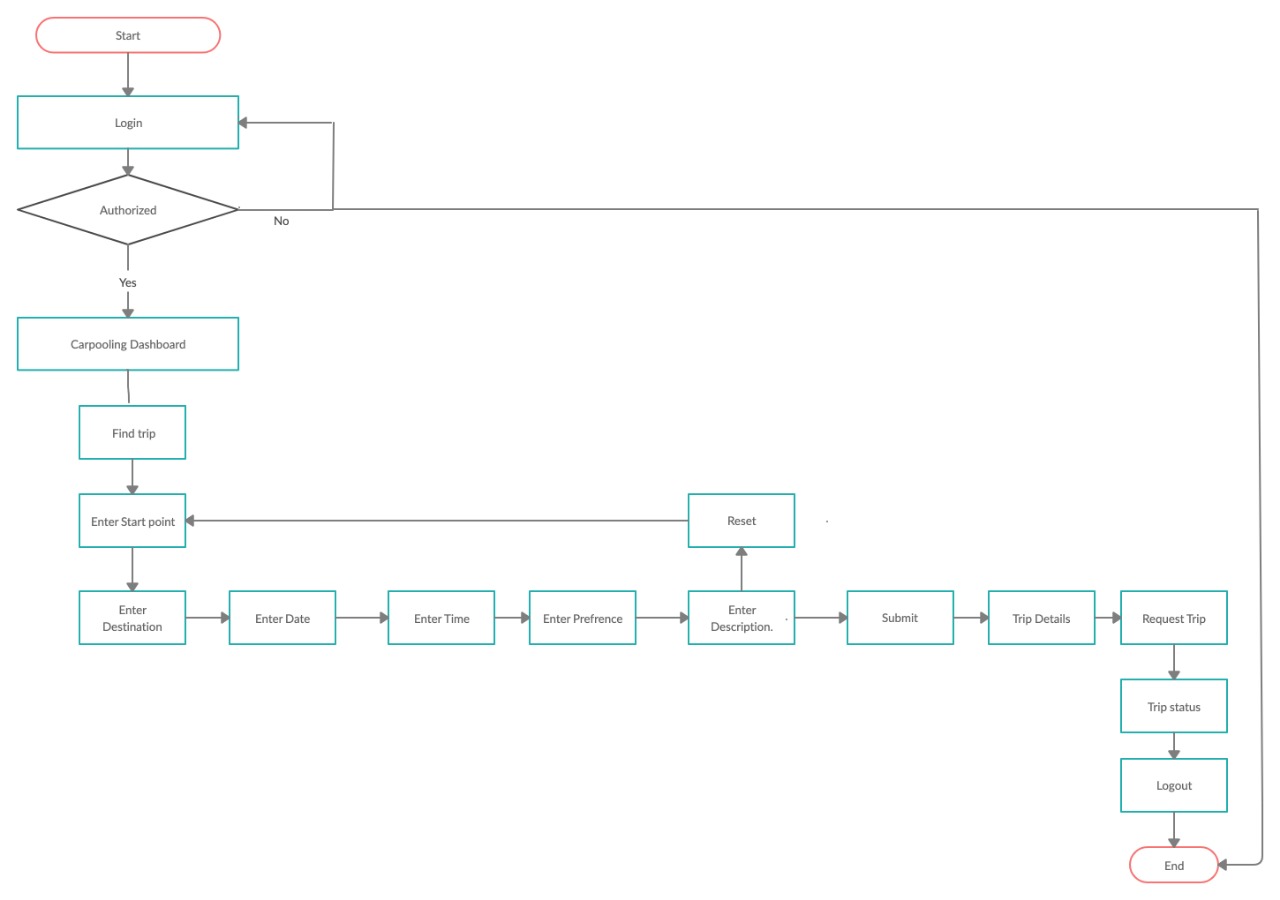 Start
Login
Authorized
No
Yes
Carpooling Dashboard
Find trip
Enter Start point
Reset
Enter
Destination
Enter Date
Enter Time
Enter Prefrence
Enter
Description.
Submit
Trip Details
Request Trip
Trip status
Logout
End